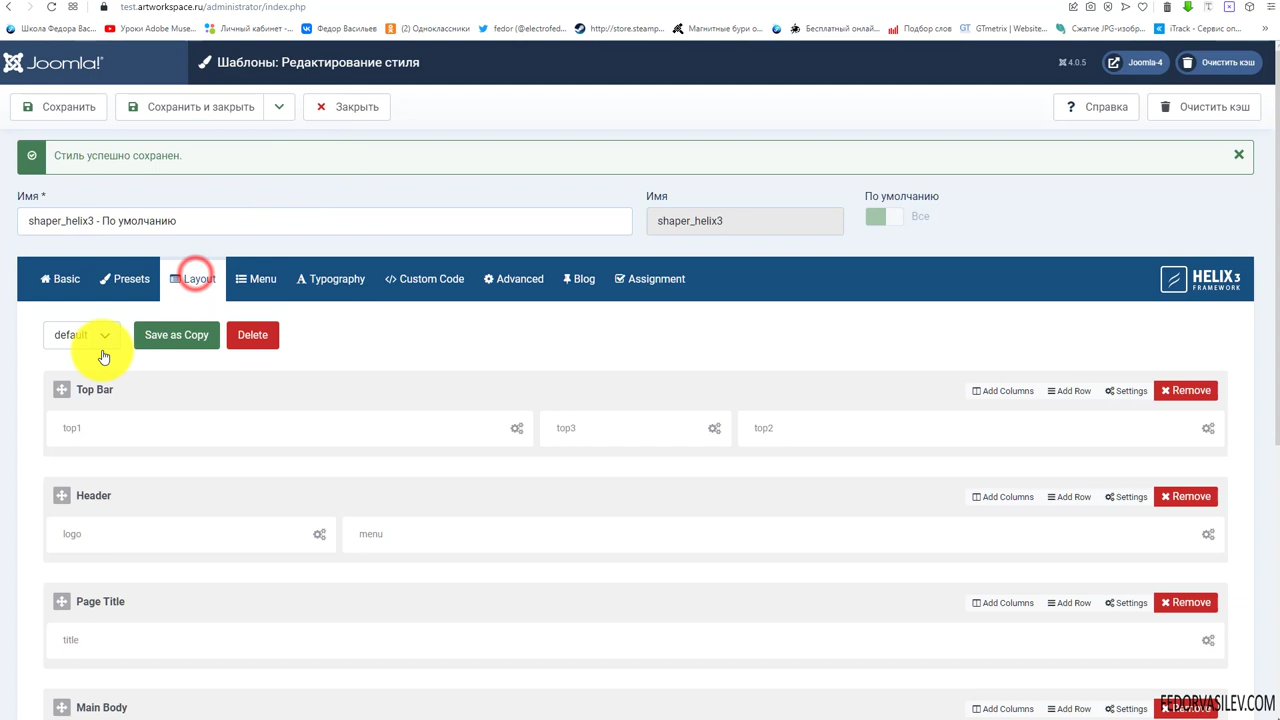 test.artworkspace.ru/administrator/index.php
Школа Федора Вас...
Уроки Adobe Muse...
Личный кабинет -...
Федор Васильев
(2) Одноклассники
fedor (@electrofed...
http://store.steamp...
Магнитные бури о...
Бесплатный онлай...
Подбор слов
GTmetrix | Website...
Сжатие JPG-изобр...
iTrack - Сервис оп...
Joomla!
Шаблоны: Редактирование стиля
4.0.5
Joomla-4
Очистить кэш
Сохранить
Сохранить и закрыть
Закрыть
? Справка
Очистить кэш
Стиль успешно сохранен.
Имя *
Имя
По умолчанию
shaper_helix3 - По умолчанию
shaper_helix3
Все
Basic
Presets
Layout
Menu
Typography
Custom Code
Advanced
Blog
Assignment
HELIX3
FRAMEWORK
default
Save as Copy
Delete
Top Bar
Add Columns
Add Row
Settings
Remove
top1
top3
top2
Header
Add Columns
Add Row
Settings
Remove
logo
menu
Page Title
Add Columns
Add Row
Settings
Remove
title
Main Body
Add Columns
Add Row
Settings
Remove
FEDORVASILEV.COM